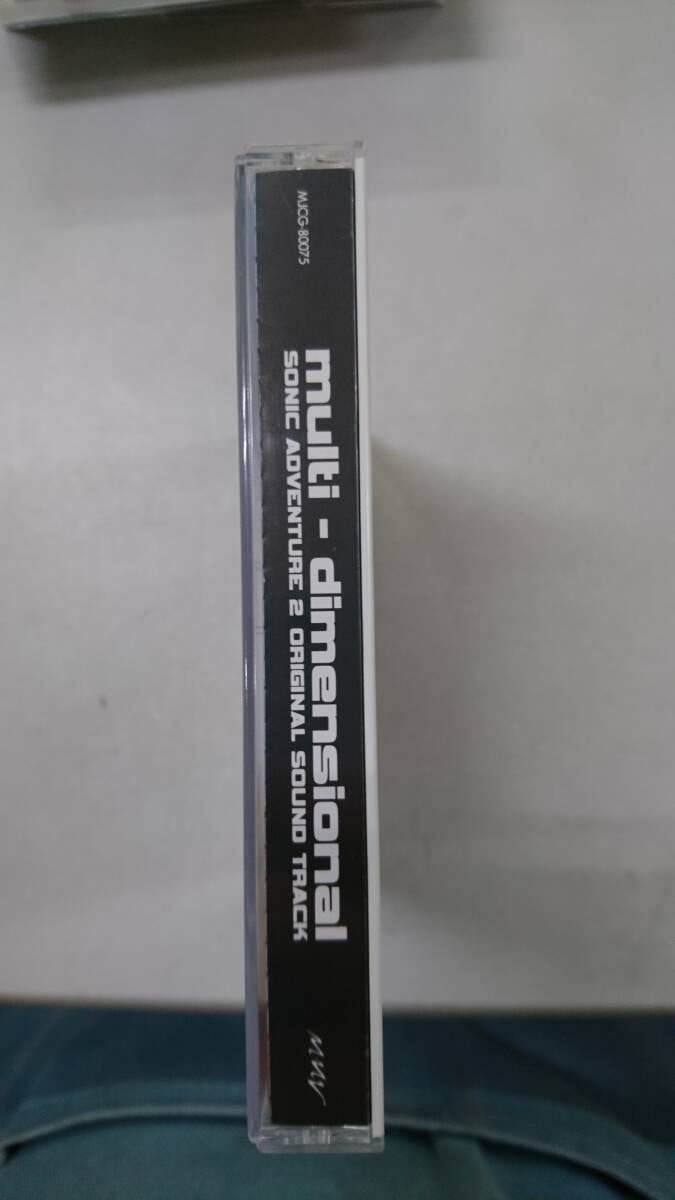 MJCG-80075
multi - dimensional
SONIC ADVENTURE 2 ORIGINAL SOUND TRACK